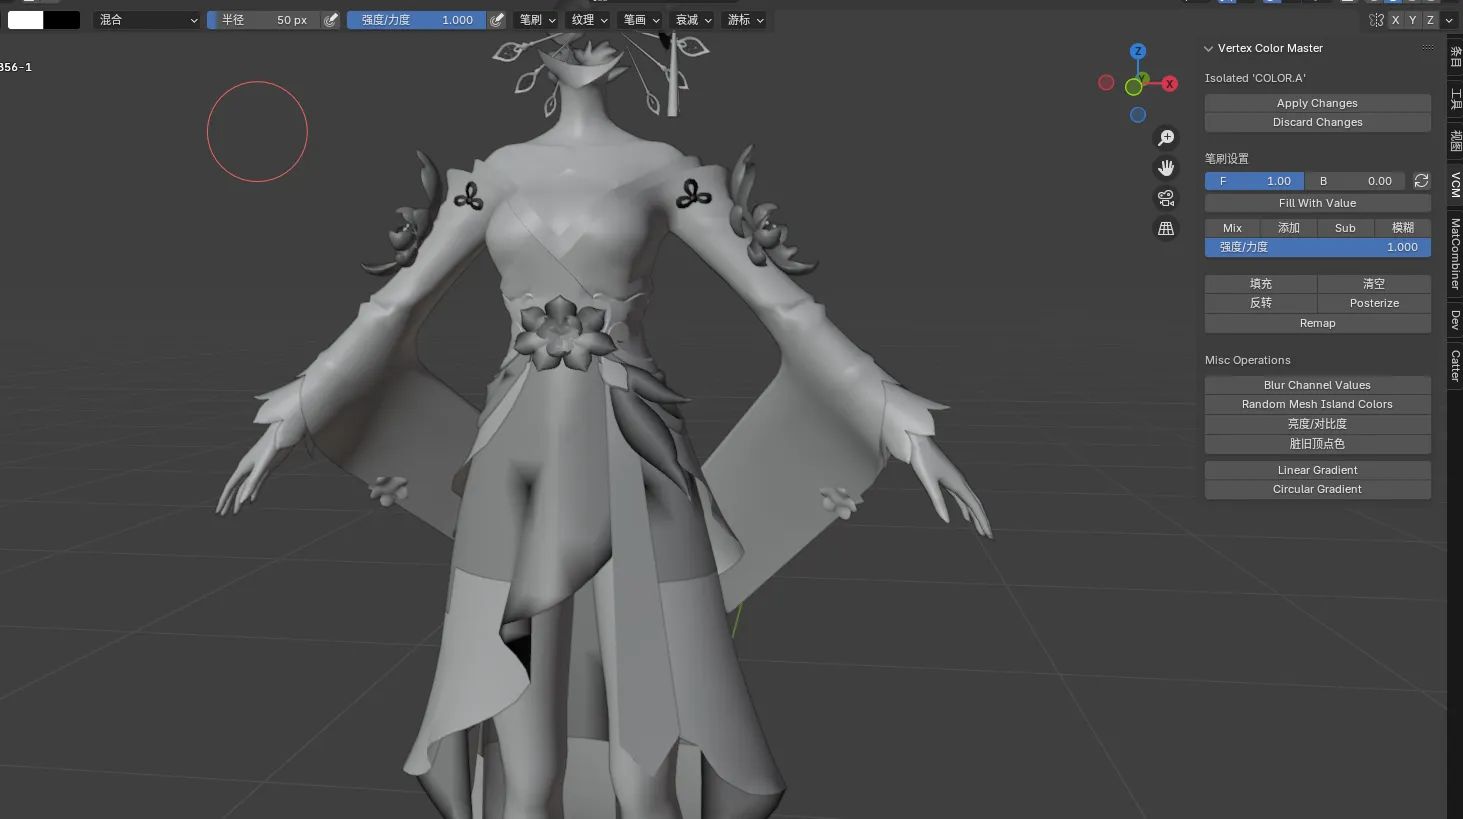 混合 半径 50 px 强度/力度 1.000 笔刷 纹理 笔画 衰减 游标 X Y Z
356-1
Z
X
Y
Vertex Color Master
Isolated 'COLOR.A'
Apply Changes
Discard Changes
笔刷设置
F 1.00 B 0.00
Fill With Value
Mix 添加 Sub 模糊
强度/力度 1.000
填充 清空
反转 Posterize
Remap
Misc Operations
Blur Channel Values
Random Mesh Island Colors
亮度/对比度
脏旧顶点色
Linear Gradient
Circular Gradient
条目
工具
视图
VCM
MatCombiner
Dev
Catter